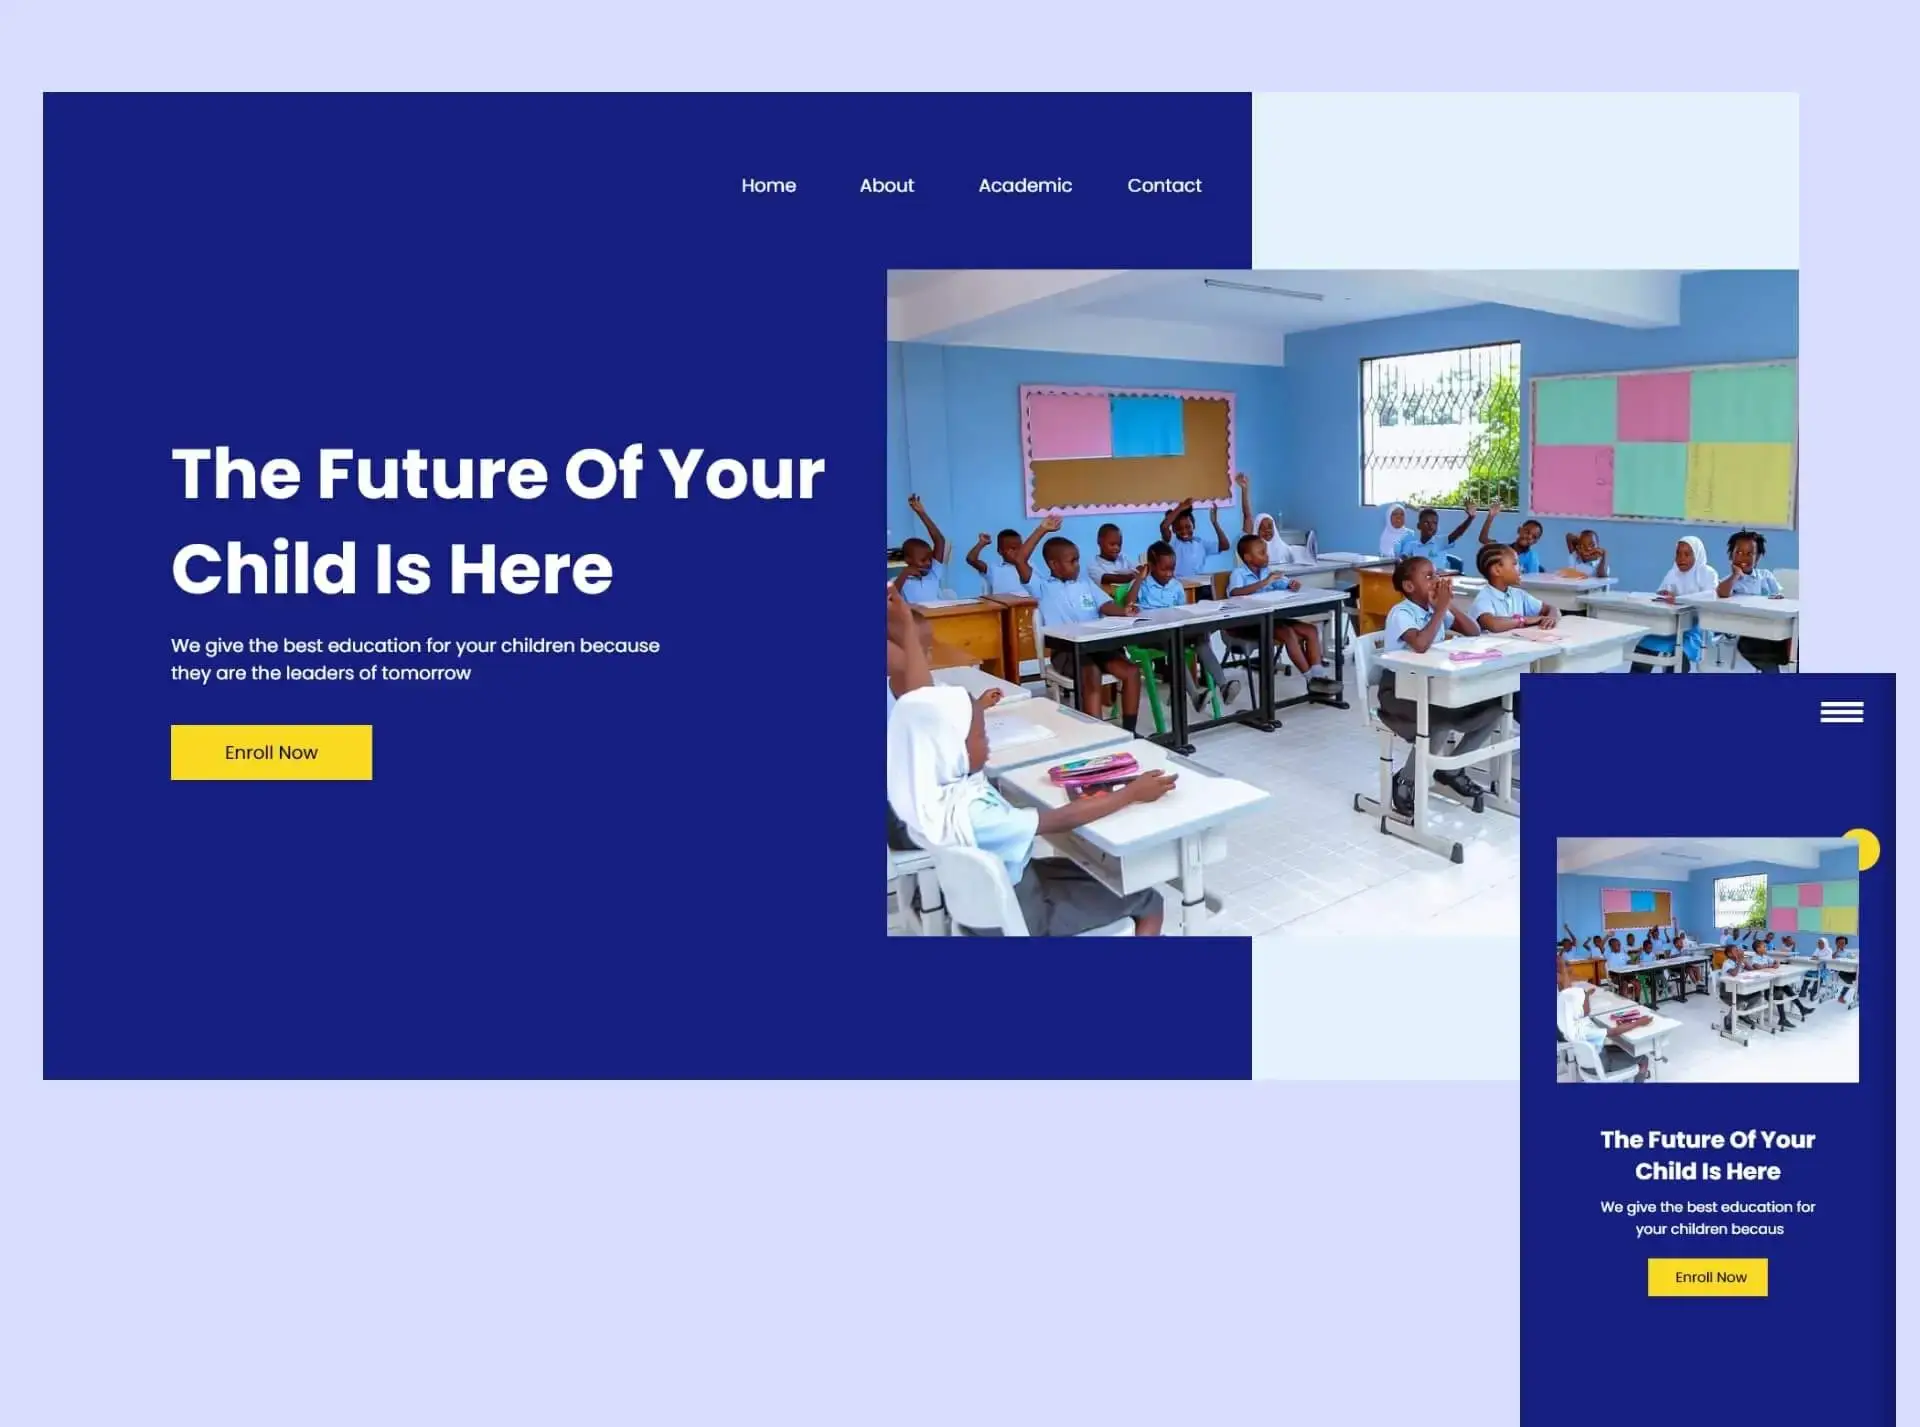 Home About Academic Contact
The Future Of Your
Child Is Here
We give the best education for your children because
they are the leaders of tomorrow
Enroll Now
The Future Of Your
Child Is Here
We give the best education for
your children becaus
Enroll Now